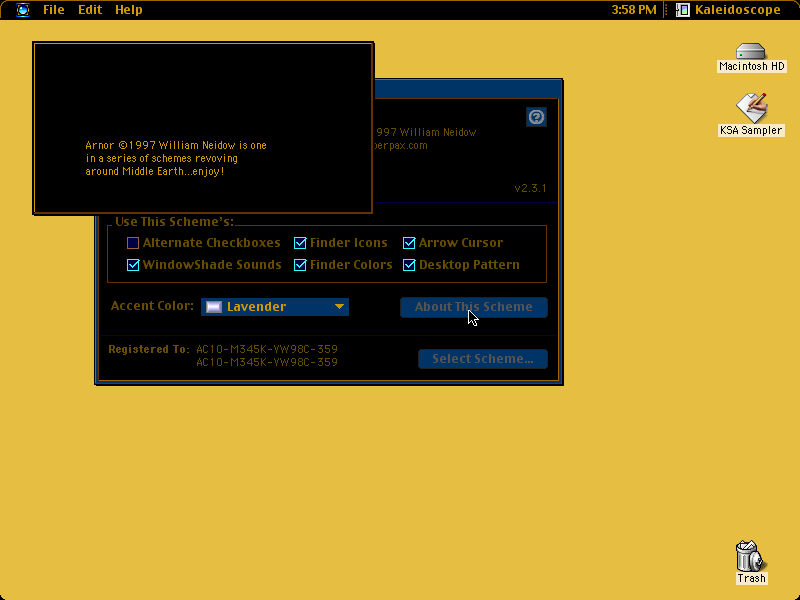 File Edit Help 3:58 PM Kaleidoscope
Macintosh HD
KSA Sampler
Arnor ©1997 William Neidow is one
in a series of schemes revoving
around Middle Earth...enjoy!
997 William Neidow
perpax.com
v2.3.1
Use This Scheme's:
Alternate Checkboxes Finder Icons Arrow Cursor
WindowShade Sounds Finder Colors Desktop Pattern
Accent Color: Lavender About This Scheme
Registered To: AC10-M345K-YW98C-359
AC10-M345K-YW98C-359
Select Scheme...
Trash